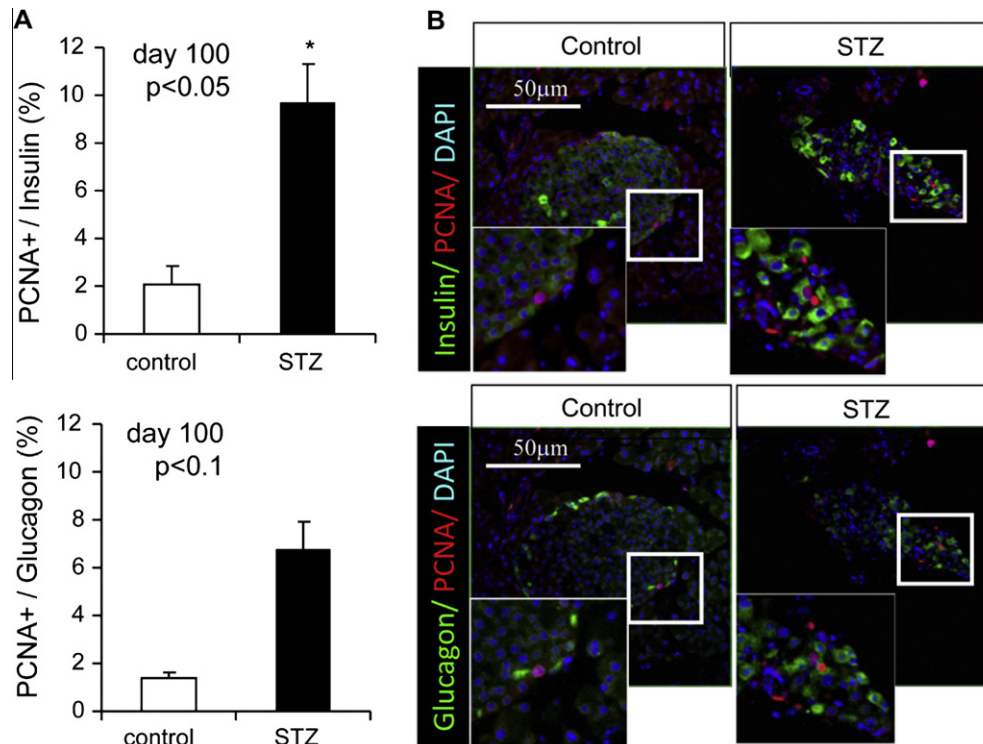 A
PCNA+ / Insulin (%)
12
10
8
6
4
2
0
day 100
p<0.05
*
control
STZ
B
Control
STZ
Insulin/ PCNA/ DAPI
50μm
PCNA+ / Glucagon (%)
12
10
8
6
4
2
0
day 100
p<0.1
control
STZ
Control
STZ
Glucagon/ PCNA/ DAPI
50μm